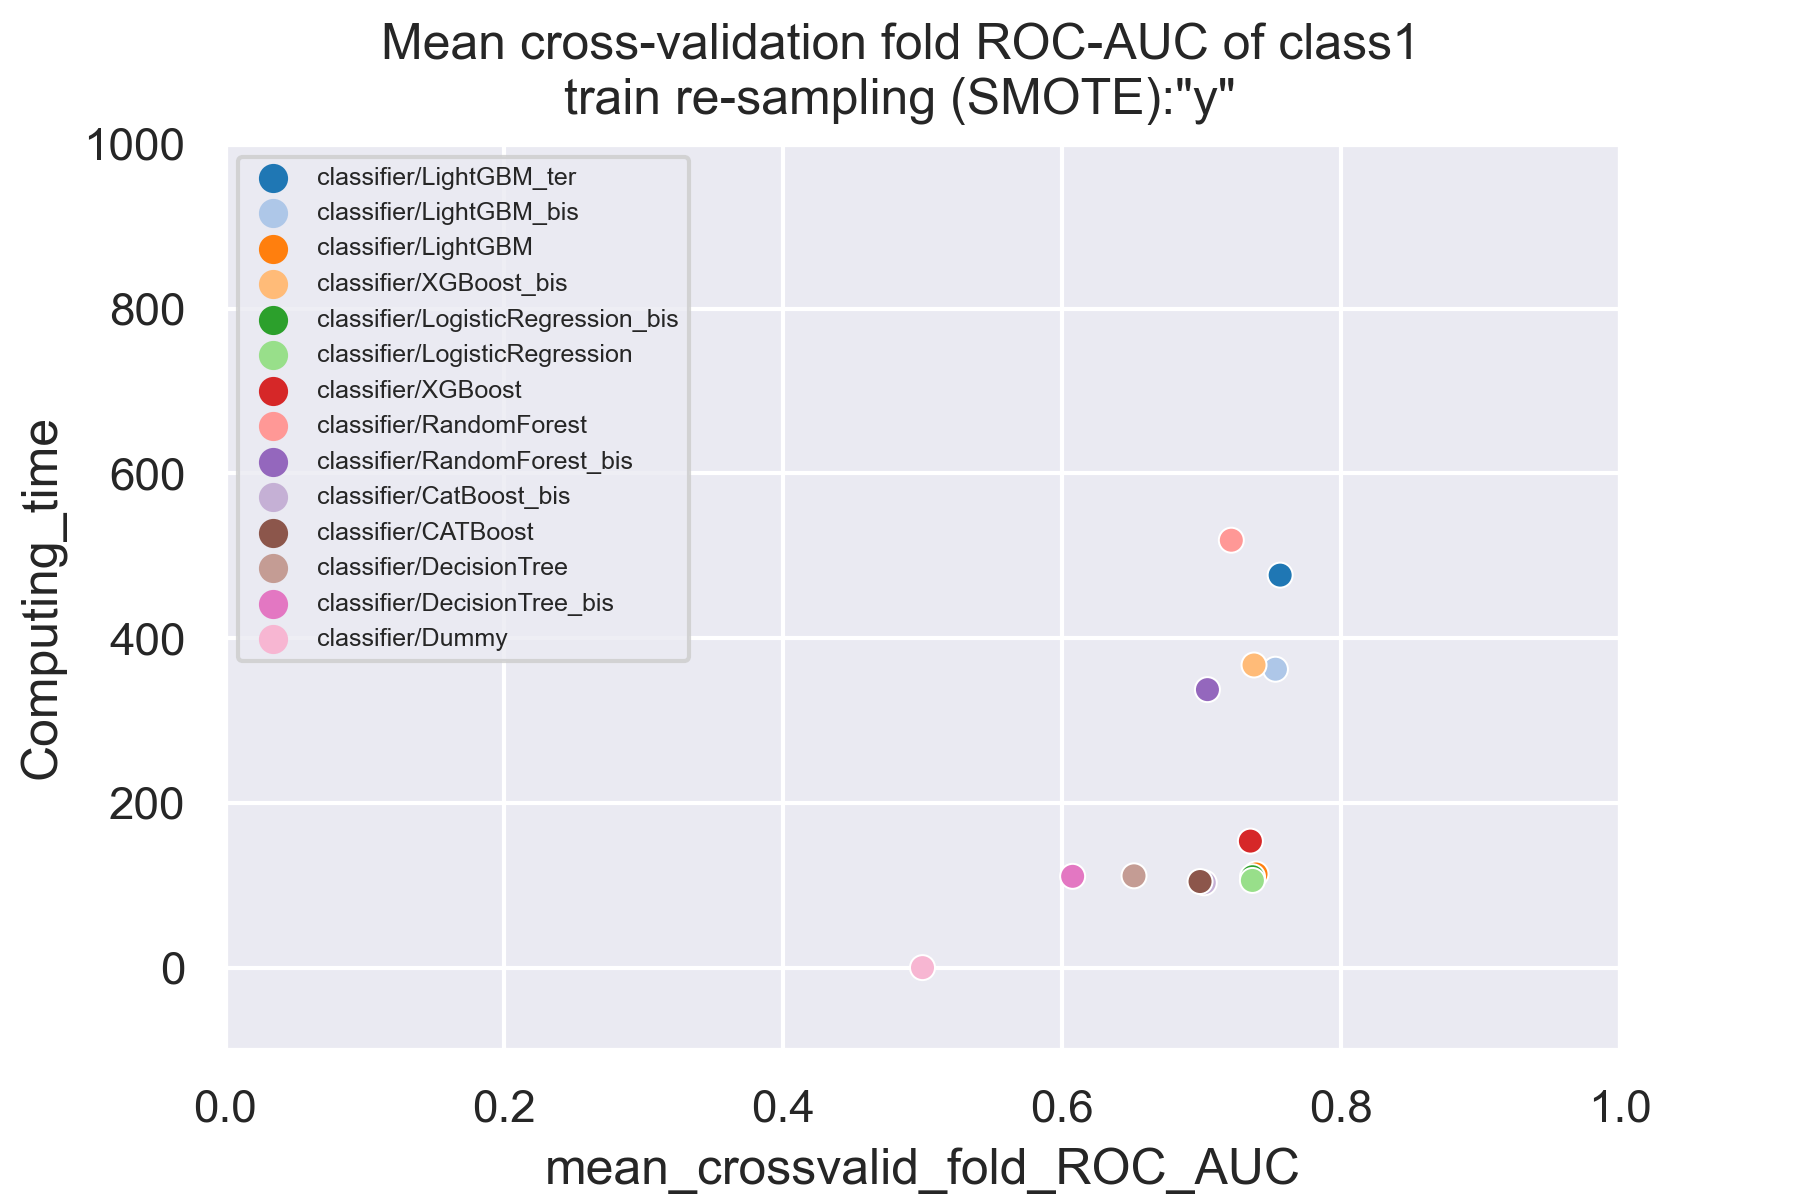 Mean cross-validation fold ROC-AUC of class1
train re-sampling (SMOTE):"y"
1000
800
600
400
200
0
Computing_time
classifier/LightGBM_ter
classifier/LightGBM_bis
classifier/LightGBM
classifier/XGBoost_bis
classifier/LogisticRegression_bis
classifier/LogisticRegression
classifier/XGBoost
classifier/RandomForest
classifier/RandomForest_bis
classifier/CatBoost_bis
classifier/CATBoost
classifier/DecisionTree
classifier/DecisionTree_bis
classifier/Dummy
0.0 0.2 0.4 0.6 0.8 1.0
mean_crossvalid_fold_ROC_AUC